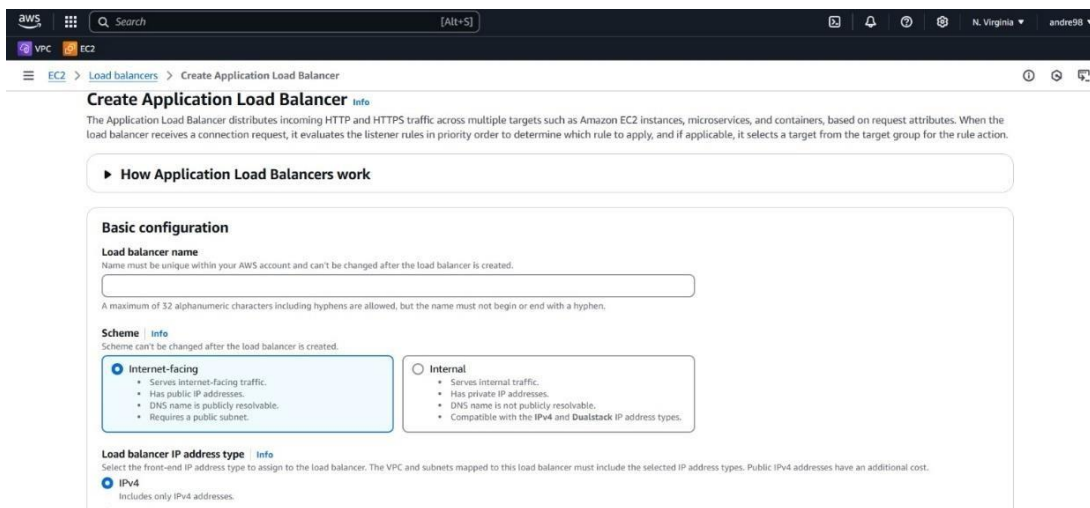 aws
Search [Alt+S] N. Virginia ▼ andre98
VPC EC2
EC2 > Load balancers > Create Application Load Balancer
Create Application Load Balancer Info
The Application Load Balancer distributes incoming HTTP and HTTPS traffic across multiple targets such as Amazon EC2 instances, microservices, and containers, based on request attributes. When the
load balancer receives a connection request, it evaluates the listener rules in priority order to determine which rule to apply, and if applicable, it selects a target from the target group for the rule action.
▶ How Application Load Balancers work
Basic configuration
Load balancer name
Name must be unique within your AWS account and can't be changed after the load balancer is created.
A maximum of 32 alphanumeric characters including hyphens are allowed, but the name must not begin or end with a hyphen.
Scheme | Info
Scheme can't be changed after the load balancer is created.
Internet-facing
• Serves internet-facing traffic.
• Has public IP addresses.
• DNS name is publicly resolvable.
• Requires a public subnet.
Internal
• Serves internal traffic.
• Has private IP addresses.
• DNS name is not publicly resolvable.
• Compatible with the IPv4 and Dualstack IP address types.
Load balancer IP address type | Info
Select the front-end IP address type to assign to the load balancer. The VPC and subnets mapped to this load balancer must include the selected IP address types. Public IPv4 addresses have an additional cost.
IPv4
Includes only IPv4 addresses.